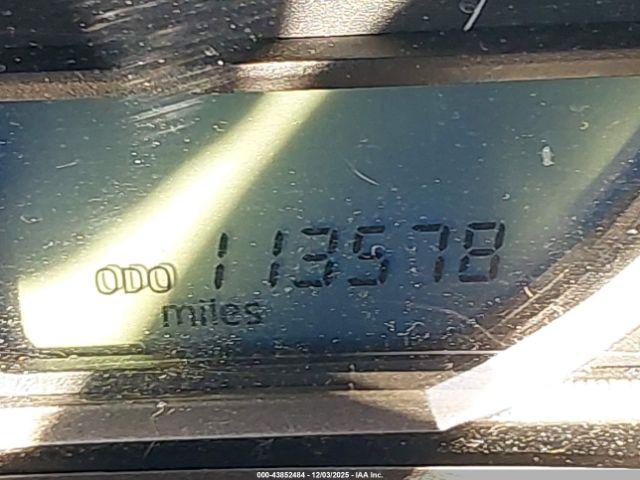 ODO 113578
miles
000-43852484 - 12/03/2025 - IAA Inc.